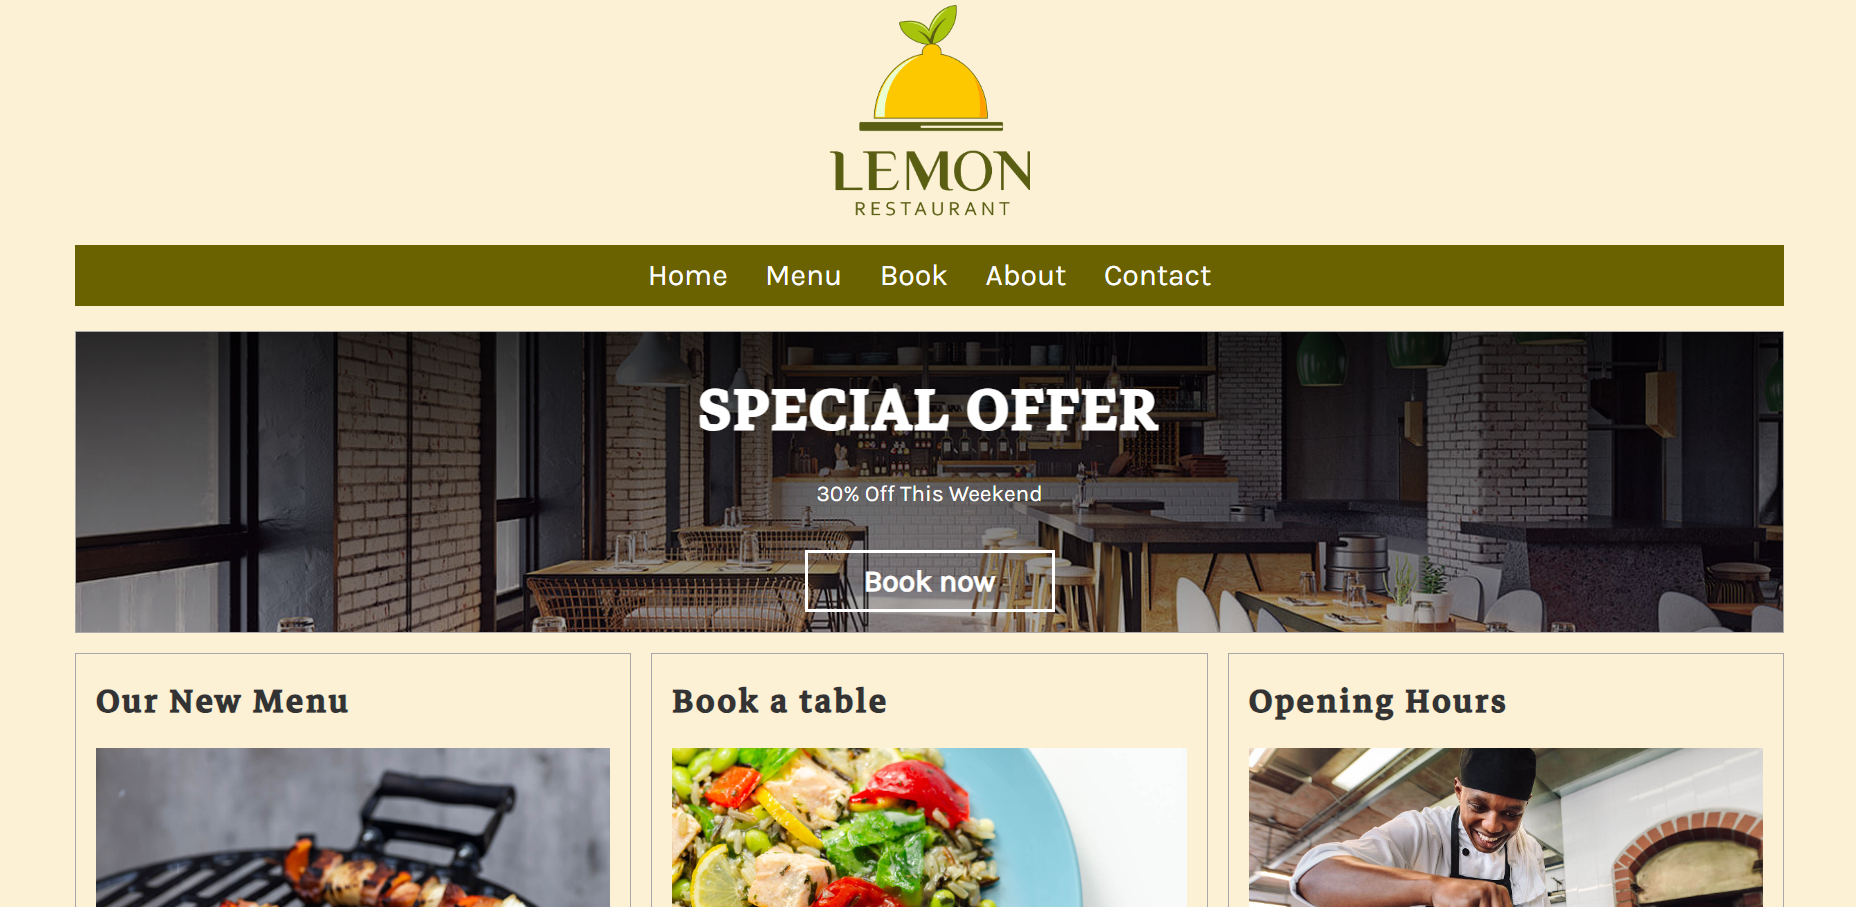 LEMON
RESTAURANT
Home Menu Book About Contact
SPECIAL OFFER
30% Off This Weekend
Book now
Our New Menu
Book a table
Opening Hours